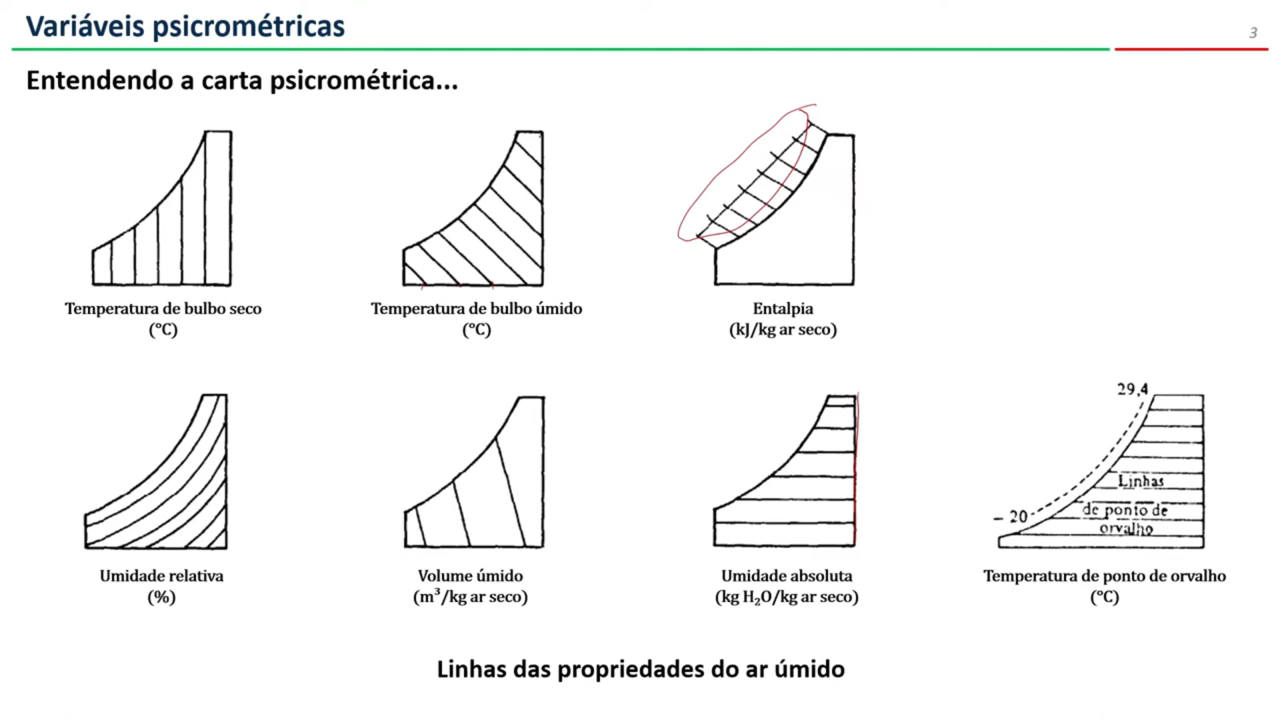 Variáveis psicrométricas
3
Entendendo a carta psicrométrica...
Temperatura de bulbo seco
(°C)
Temperatura de bulbo úmido
(°C)
Entalpia
(kJ/kg ar seco)
Umidade relativa
(%)
Volume úmido
(m³/kg ar seco)
Umidade absoluta
(kg H₂O/kg ar seco)
29,4
– 20
Linhas
de ponto de
orvalho
Temperatura de ponto de orvalho
(°C)
Linhas das propriedades do ar úmido